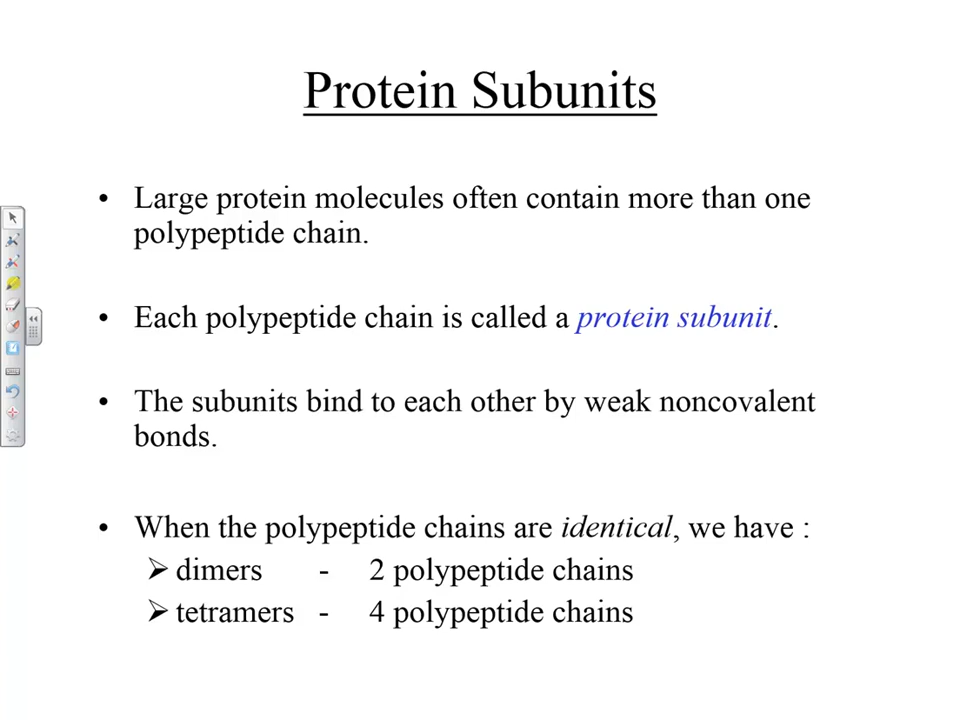 Protein Subunits
• Large protein molecules often contain more than one
polypeptide chain.
• Each polypeptide chain is called a protein subunit.
• The subunits bind to each other by weak noncovalent
bonds.
• When the polypeptide chains are identical, we have :
➢ dimers - 2 polypeptide chains
➢ tetramers - 4 polypeptide chains